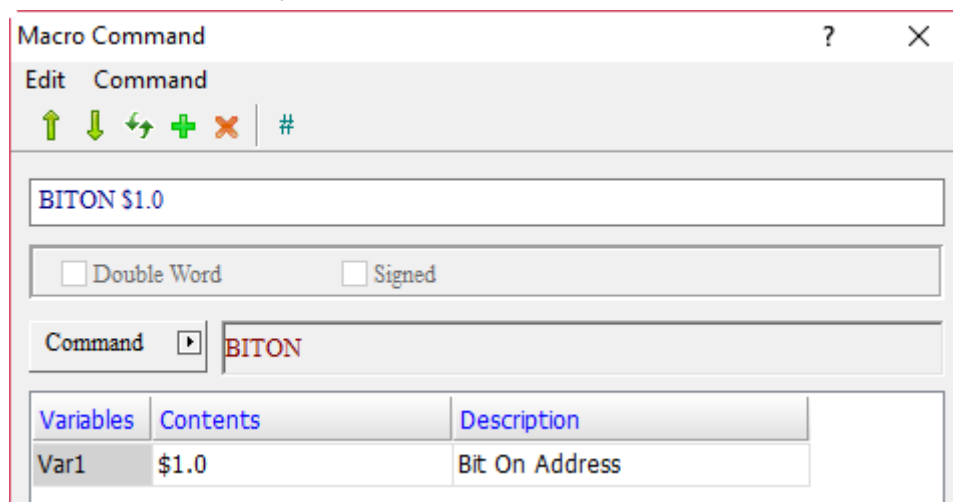 Macro Command ?
Edit Command
#
BITON $1.0
Double Word Signed
Command BITON
Variables Contents Description
Var1 $1.0 Bit On Address